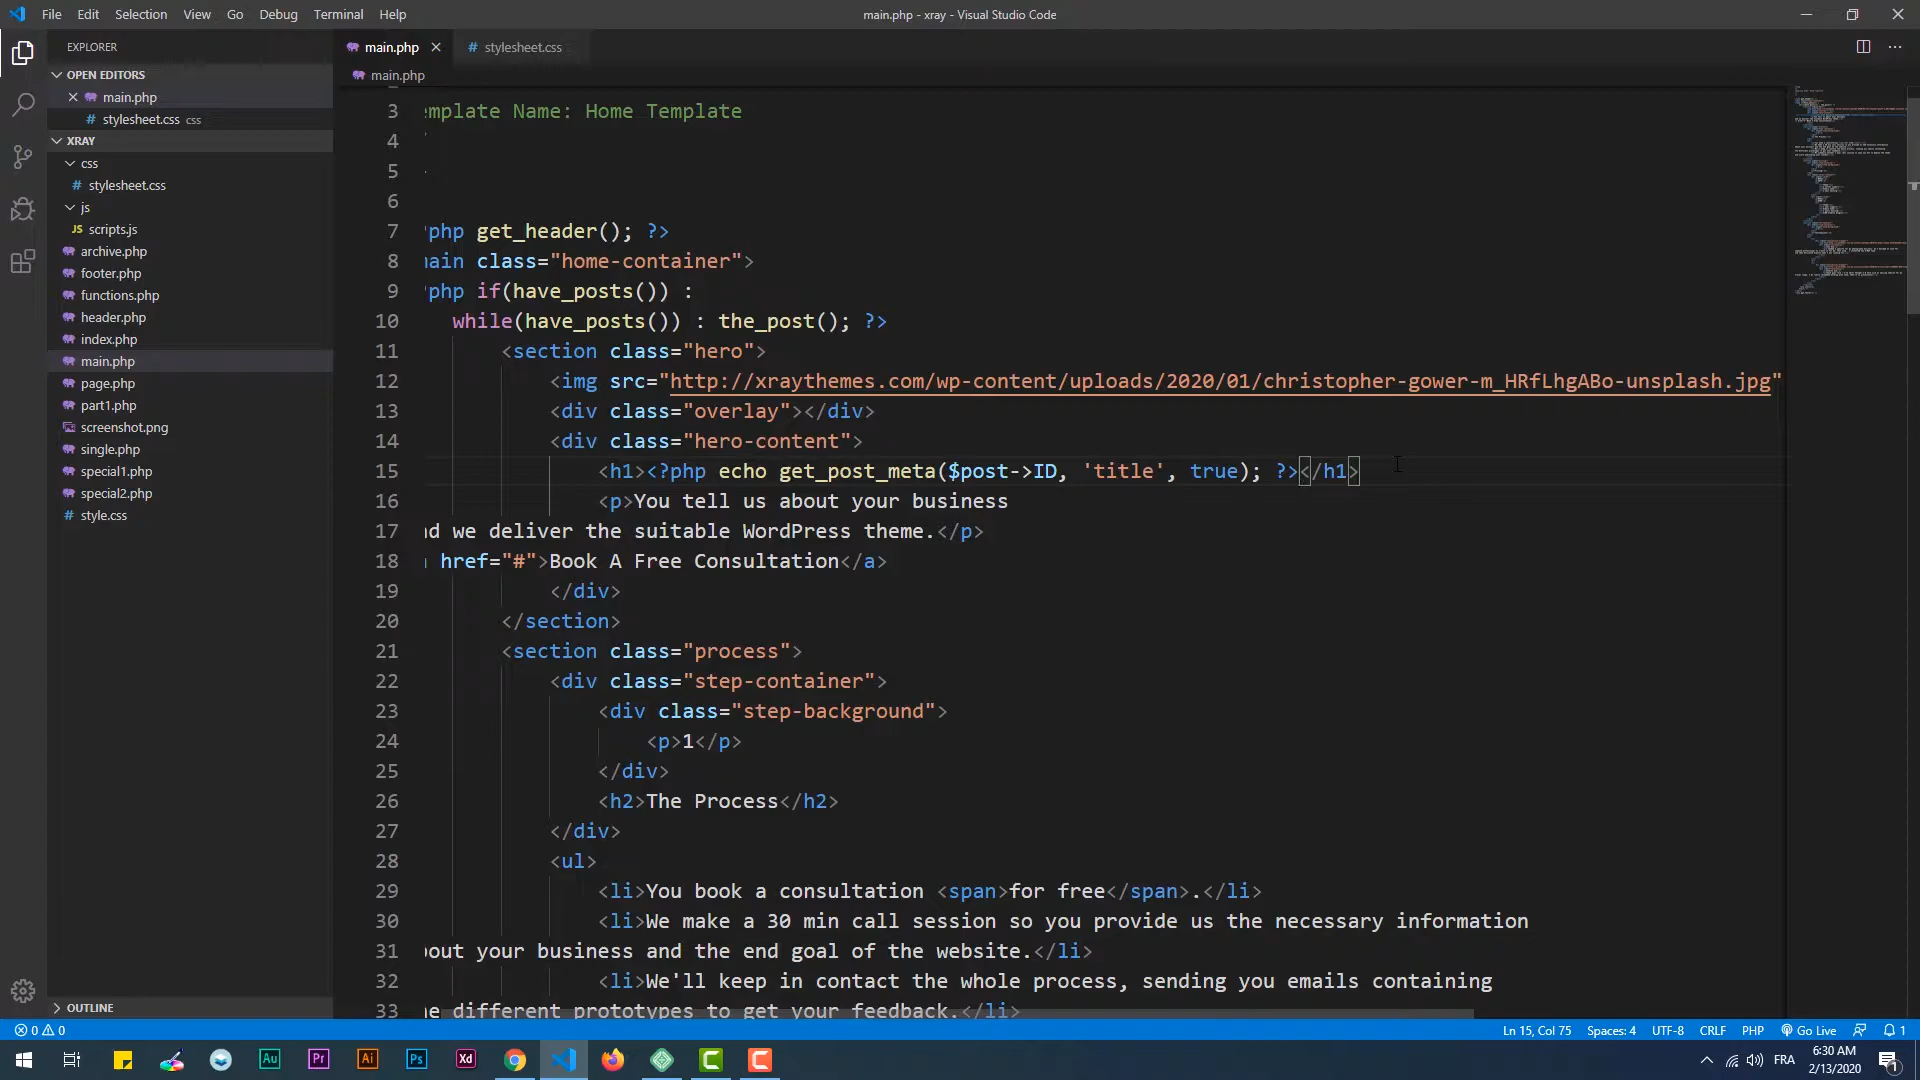 File Edit Selection View Go Debug Terminal Help
main.php - xray - Visual Studio Code
EXPLORER
OPEN EDITORS
main.php
stylesheet.css css
XRAY
css
stylesheet.css
js
JS scripts.js
archive.php
footer.php
functions.php
header.php
index.php
main.php
page.php
part1.php
screenshot.png
single.php
special1.php
special2.php
style.css
OUTLINE
main.php
stylesheet.css
main.php
3 emplate Name: Home Template
4
5
6
7 php get_header(); ?>
8 ain class="home-container">
9 php if(have_posts()) :
10 while(have_posts()) : the_post(); ?>
11 <section class="hero">
12 <img src="http://xraythemes.com/wp-content/uploads/2020/01/christopher-gower-m_HRfLhgABo-unsplash.jpg"
13 <div class="overlay"></div>
14 <div class="hero-content">
15 <h1><?php echo get_post_meta($post->ID, 'title', true); ?></h1>
16 <p>You tell us about your business
17 nd we deliver the suitable WordPress theme.</p>
18 href="#">Book A Free Consultation</a>
19 </div>
20 </section>
21 <section class="process">
22 <div class="step-container">
23 <div class="step-background">
24 <p>1</p>
25 </div>
26 <h2>The Process</h2>
27 </div>
28 <ul>
29 <li>You book a consultation <span>for free</span>.</li>
30 <li>We make a 30 min call session so you provide us the necessary information
31 bout your business and the end goal of the website.</li>
32 <li>We'll keep in contact the whole process, sending you emails containing
33 he different prototypes to get your feedback.</li>
0 0
Ln 15, Col 75 Spaces: 4 UTF-8 CRLF PHP Go Live 1
Au Pr Ai Ps Xd
FRA
6:30 AM
2/13/2020
1